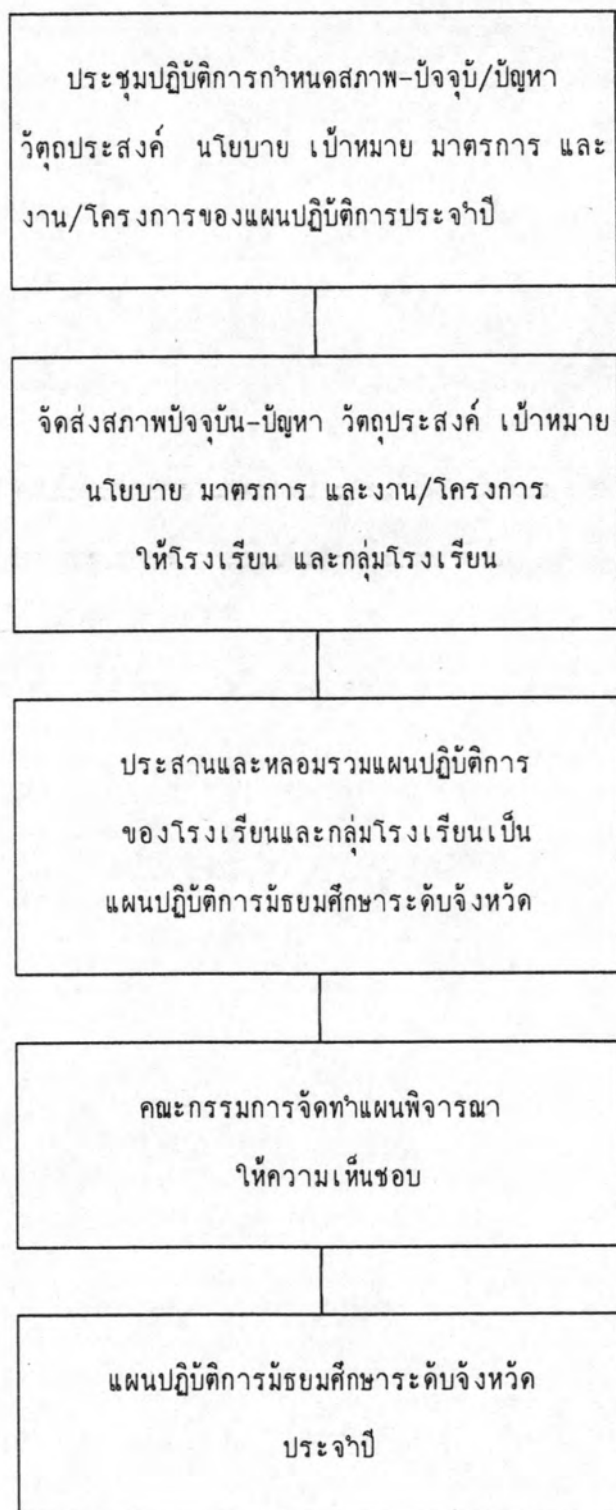 ประชุมปฏิบัติการกำหนดสภาพ-ปัจจุบั/ปัญหา
วัตุถประสงค์ นโยบาย เป้าหมาย มาตรการ และ
งาน/โครงการของแผนปฏิบัติการประจำปี
จัดส่งสภาพปัจจุบัน-ปัญหา วัตถุประสงค์ เป้าหมาย
นโยบาย มาตรการ และงาน/โครงการ
ให้โรงเรียน และกลุ่มโรงเรียน
ประสานและหลอมรวมแผนปฏิบัติการ
ของโรงเรียนและกลุ่มโรงเรียนเป็น
แผนปฏิบัติการมัธยมศึกษาระดับจังหวัด
คณะกรรมการจัดทำแผนพิจารณา
ให้ความเห็นชอบ
แผนปฏิบัติการมัธยมศึกษาระดับจังหวัด
ประจำปี